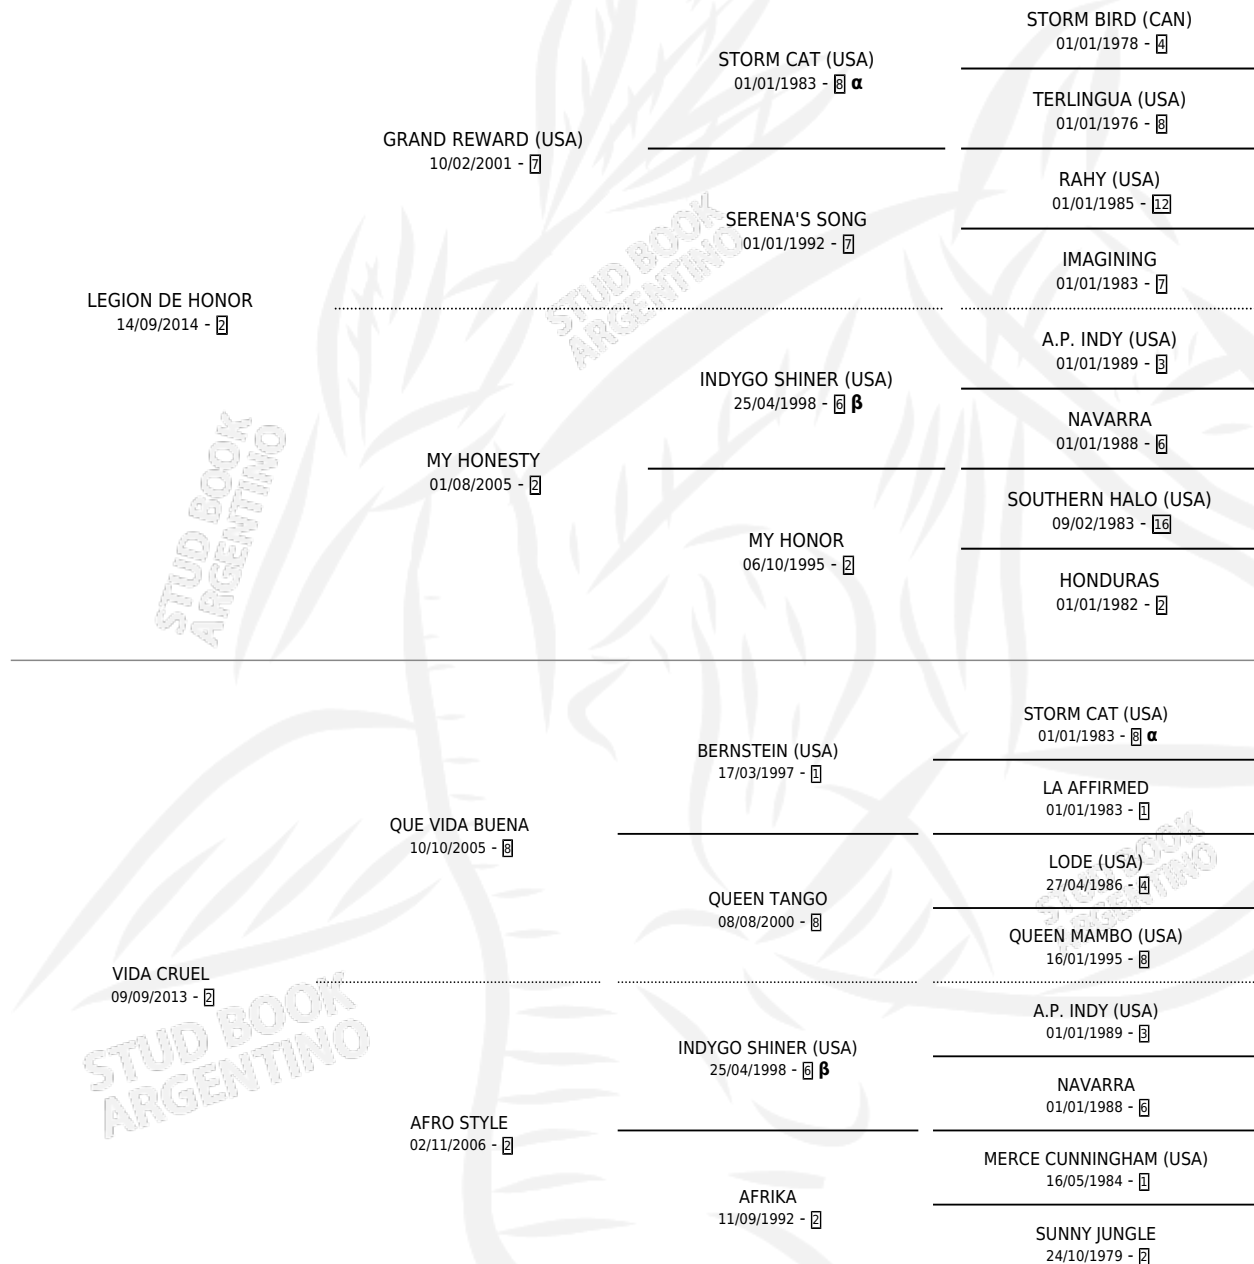 STORM BIRD (CAN)
01/01/1978 - 4
STORM CAT (USA)
01/01/1983 - 8 α
TERLINGUA (USA)
01/01/1976 - 8
GRAND REWARD (USA)
10/02/2001 - 7
RAHY (USA)
01/01/1985 - 12
SERENA'S SONG
01/01/1992 - 7
IMAGINING
01/01/1983 - 7
LEGION DE HONOR
14/09/2014 - 2
A.P. INDY (USA)
01/01/1989 - 3
INDYGO SHINER (USA)
25/04/1998 - 6 β
NAVARRA
01/01/1988 - 6
MY HONESTY
01/08/2005 - 2
SOUTHERN HALO (USA)
09/02/1983 - 16
MY HONOR
06/10/1995 - 2
HONDURAS
01/01/1982 - 2
STUD BOOK
ARGENTINO
STUD BOOK
ARGENTINO
STORM CAT (USA)
01/01/1983 - 8 α
BERNSTEIN (USA)
17/03/1997 - 1
LA AFFIRMED
01/01/1983 - 1
QUE VIDA BUENA
10/10/2005 - 8
LODE (USA)
27/04/1986 - 4
QUEEN TANGO
08/08/2000 - 8
QUEEN MAMBO (USA)
16/01/1995 - 8
VIDA CRUEL
09/09/2013 - 2
A.P. INDY (USA)
01/01/1989 - 3
INDYGO SHINER (USA)
25/04/1998 - 6 β
NAVARRA
01/01/1988 - 6
AFRO STYLE
02/11/2006 - 2
MERCE CUNNINGHAM (USA)
16/05/1984 - 1
AFRIKA
11/09/1992 - 2
SUNNY JUNGLE
24/10/1979 - 2
STUD BOOK
ARGENTINO
STUD BOOK
ARGENTINO